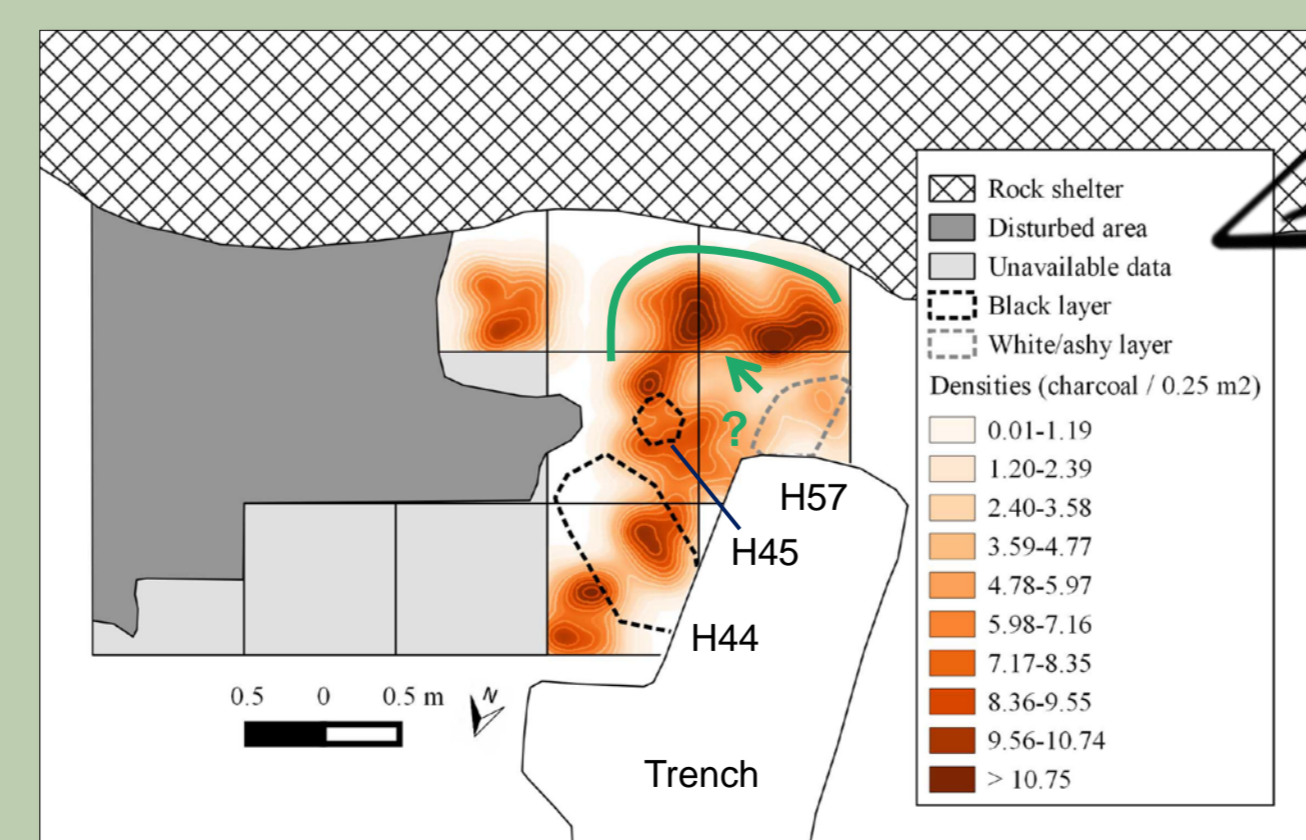 Rock shelter
Disturbed area
Unavailable data
Black layer
White/ashy layer
Densities (charcoal / 0.25 m2)
0.01-1.19
1.20-2.39
2.40-3.58
3.59-4.77
4.78-5.97
5.98-7.16
7.17-8.35
8.36-9.55
9.56-10.74
> 10.75
?
H57
H45
H44
0.5 0 0.5 m
N
Trench